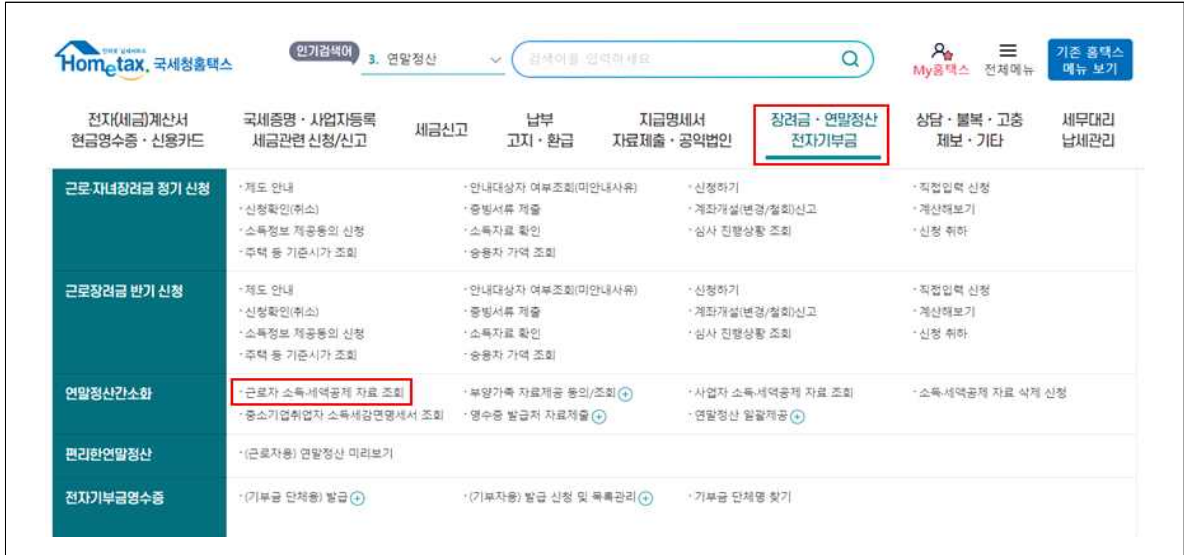 편리한 납세서비스
Hometax. 국세청홈택스
인기검색어
3. 연말정산
검색어를 입력하세요
My홈택스
전체메뉴
기존 홈택스
메뉴 보기
전자(세금)계산서
현금영수증 · 신용카드
국세증명 · 사업자등록
세금관련 신청/신고
세금신고
납부
고지 · 환급
지급명세서
자료제출 · 공익법인
장려금 · 연말정산
전자기부금
상담 · 불복 · 고충
제보 · 기타
세무대리
납세관리
근로·자녀장려금 정기 신청
·제도 안내 ·안내대상자 여부조회(미안내사유) ·신청하기 ·직접입력 신청
·신청확인(취소) ·증빙서류 제출 ·계좌개설(변경/철회)신고 ·계산해보기
·소득정보 제공동의 신청 ·소득자료 확인 ·심사 진행상황 조회 ·신청 취하
·주택 등 기준시가 조회 ·승용차 가액 조회
근로장려금 반기 신청
·제도 안내 ·안내대상자 여부조회(미안내사유) ·신청하기 ·직접입력 신청
·신청확인(취소) ·증빙서류 제출 ·계좌개설(변경/철회)신고 ·계산해보기
·소득정보 제공동의 신청 ·소득자료 확인 ·심사 진행상황 조회 ·신청 취하
·주택 등 기준시가 조회 ·승용차 가액 조회
연말정산간소화
·근로자 소득·세액공제 자료 조회 ·부양가족 자료제공 동의/조회 ·사업자 소득·세액공제 자료 조회 ·소득·세액공제 자료 삭제 신청
·중소기업취업자 소득세감면명세서 조회 ·영수증 발급처 자료제출 ·연말정산 일괄제공
편리한연말정산
·(근로자용) 연말정산 미리보기
전자기부금영수증
·(기부금 단체용) 발급 ·(기부자용) 발급 신청 및 목록관리 ·기부금 단체명 찾기